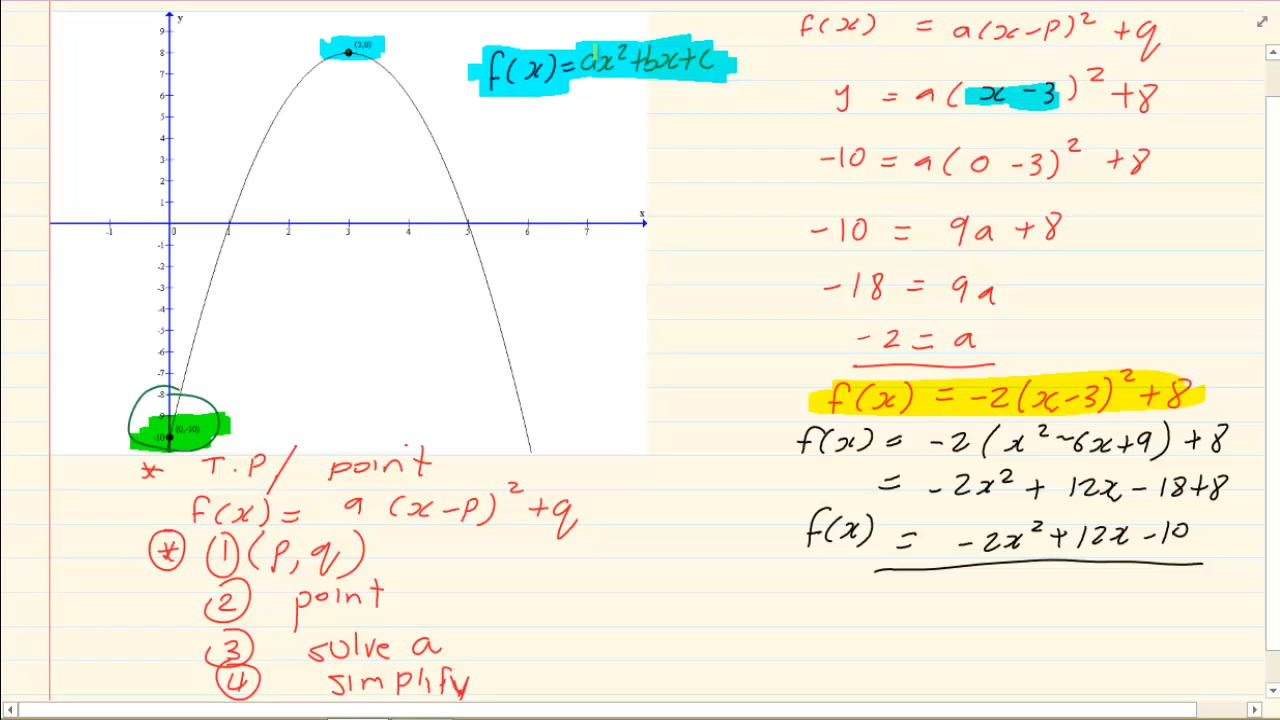 y
9
8
7
6
5
4
3
2
1
-1
-2
-3
-4
-5
-6
-7
-8
-9
-10
-1 0 1 2 3 4 5 6 7
x
(3,8)
(0,-10)
f(x)=ax²+bx+c
* T.P/ point
f(x)= a (x-p)²+q
* ① (p,q)
② point
③ solve a
④ simplify
f(x) = a(x-p)²+q
y = a(x-3)²+8
-10 = a(0-3)²+8
-10 = 9a+8
-18 = 9a
-2 = a
f(x) = -2(x-3)²+8
f(x) = -2(x²-6x+9)+8
= -2x²+12x-18+8
f(x) = -2x²+12x-10